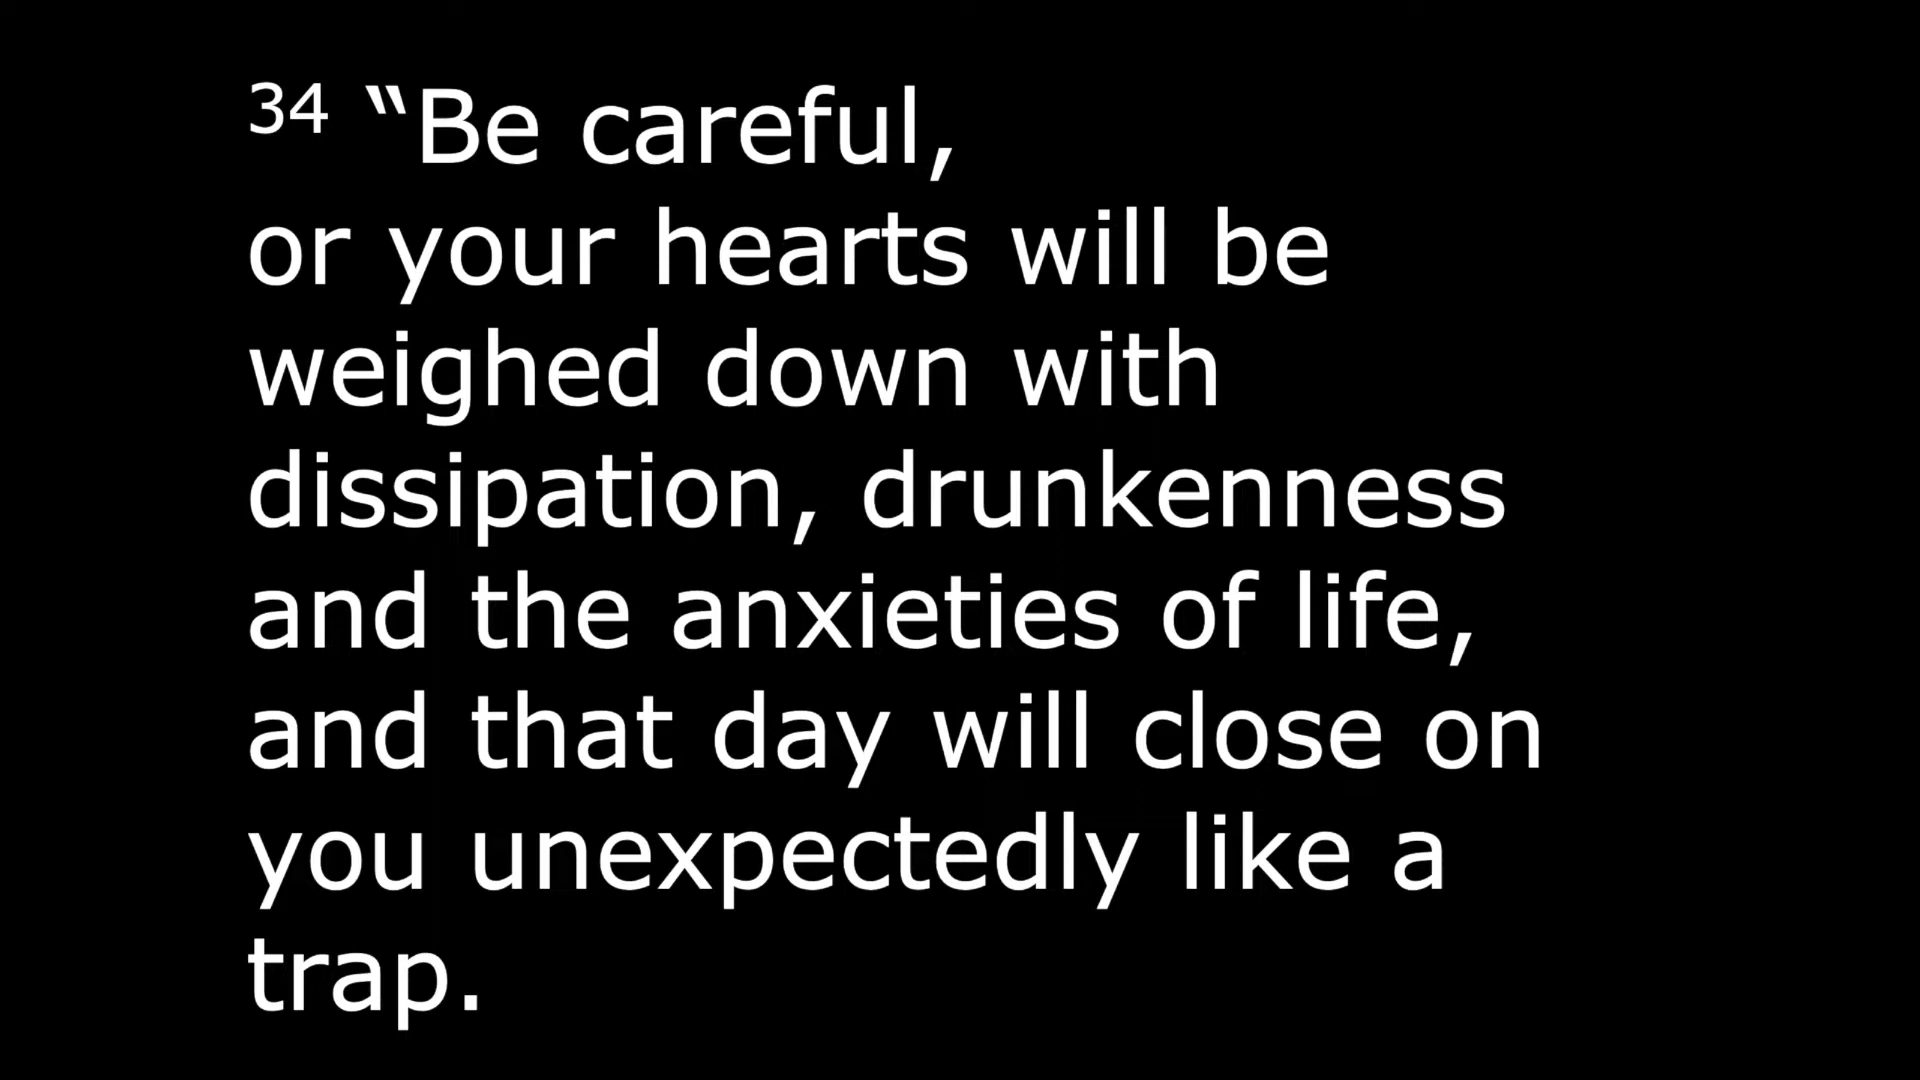 34 “Be careful,
or your hearts will be
weighed down with
dissipation, drunkenness
and the anxieties of life,
and that day will close on
you unexpectedly like a
trap.